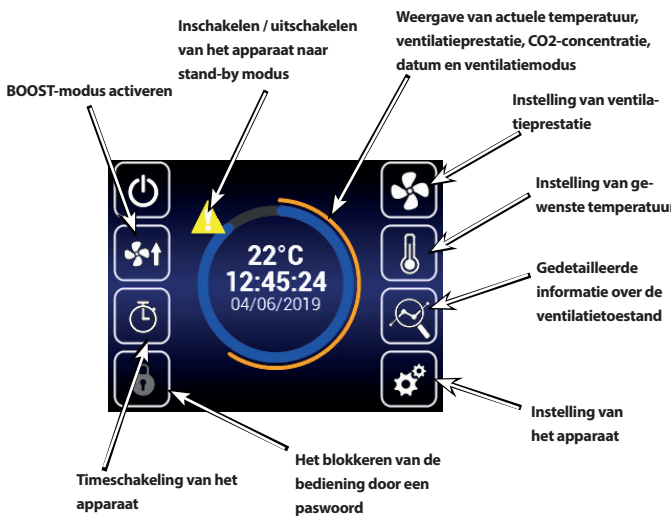 Inschakelen / uitschakelen
van het apparaat naar
stand-by modus
Weergave van actuele temperatuur,
ventilatieprestatie, CO2-concentratie,
datum en ventilatiemodus
BOOST-modus activeren
Instelling van ventila-
tieprestatie
Instelling van ge-
wenste temperatuur
22°C
12:45:24
04/06/2019
Gedetailleerde
informatie over de
ventilatietoestand
Instelling van
het apparaat
Timeschakeling van het
apparaat
Het blokkeren van de
bediening door een
paswoord